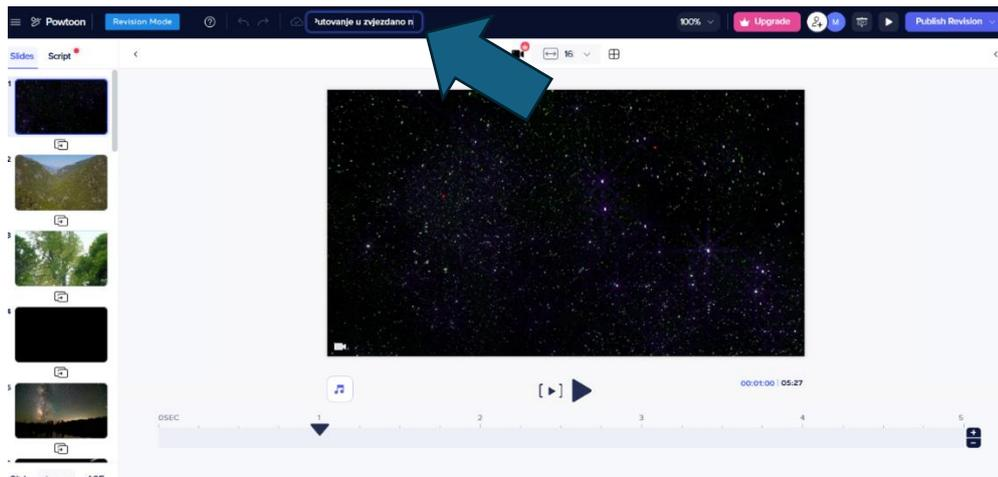 Powtoon
Revision Mode
Putovanje u zvjezdano n
100%
M
Upgrade
Publish Revision
Slides Script
16:
1
2
3
5
00:01:00 05:27
0SEC 1 2 3 4 5